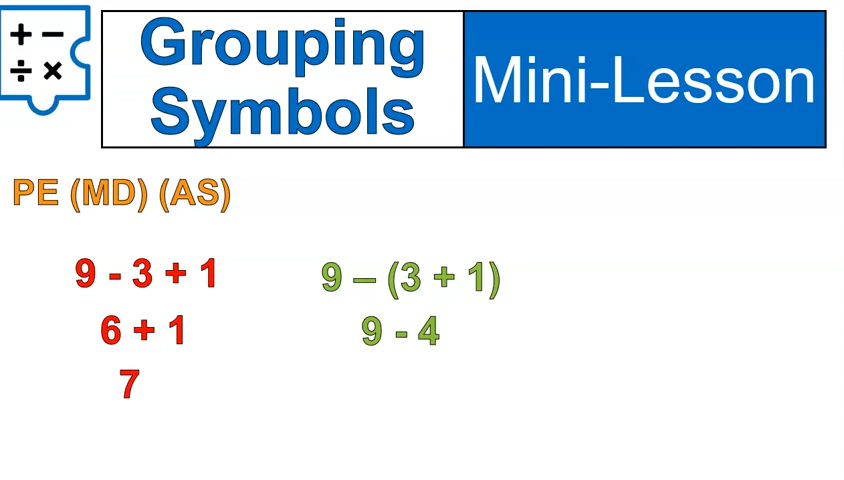 + −
÷ ×
Grouping
Symbols
Mini-Lesson
PE (MD) (AS)
9 - 3 + 1
6 + 1
7
9 – (3 + 1)
9 - 4